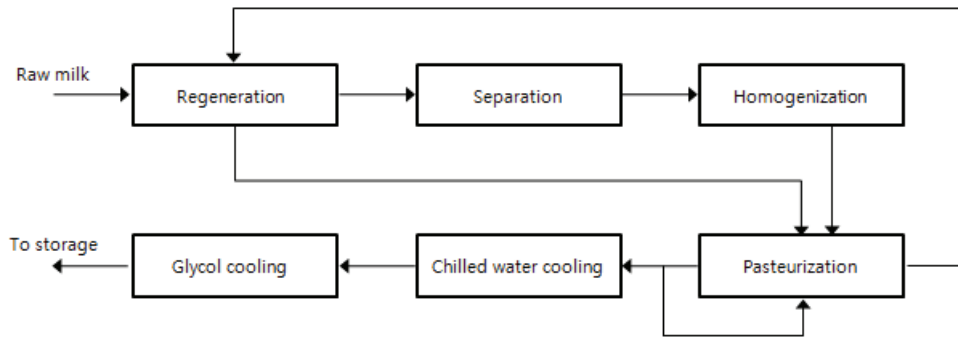 Raw milk
Regeneration
Separation
Homogenization
To storage
Glycol cooling
Chilled water cooling
Pasteurization